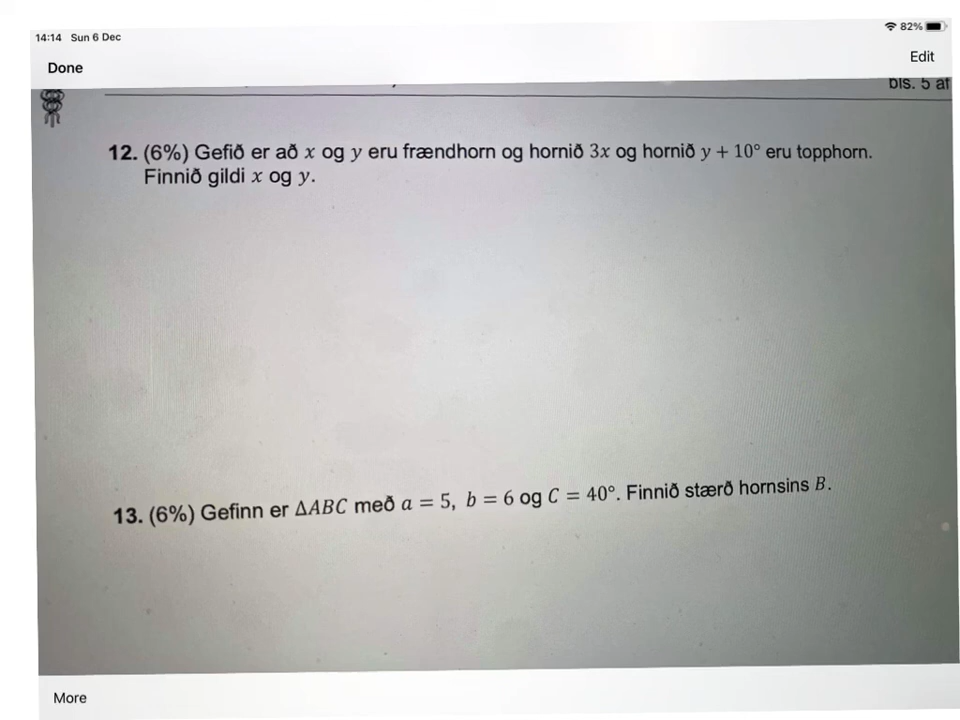 14:14 Sun 6 Dec
82%
Done
Edit
bls. 5 af
12. (6%) Gefið er að x og y eru frændhorn og hornið 3x og hornið y + 10° eru topphorn.
Finnið gildi x og y.
13. (6%) Gefinn er ΔABC með a = 5, b = 6 og C = 40°. Finnið stærð hornsins B.
More